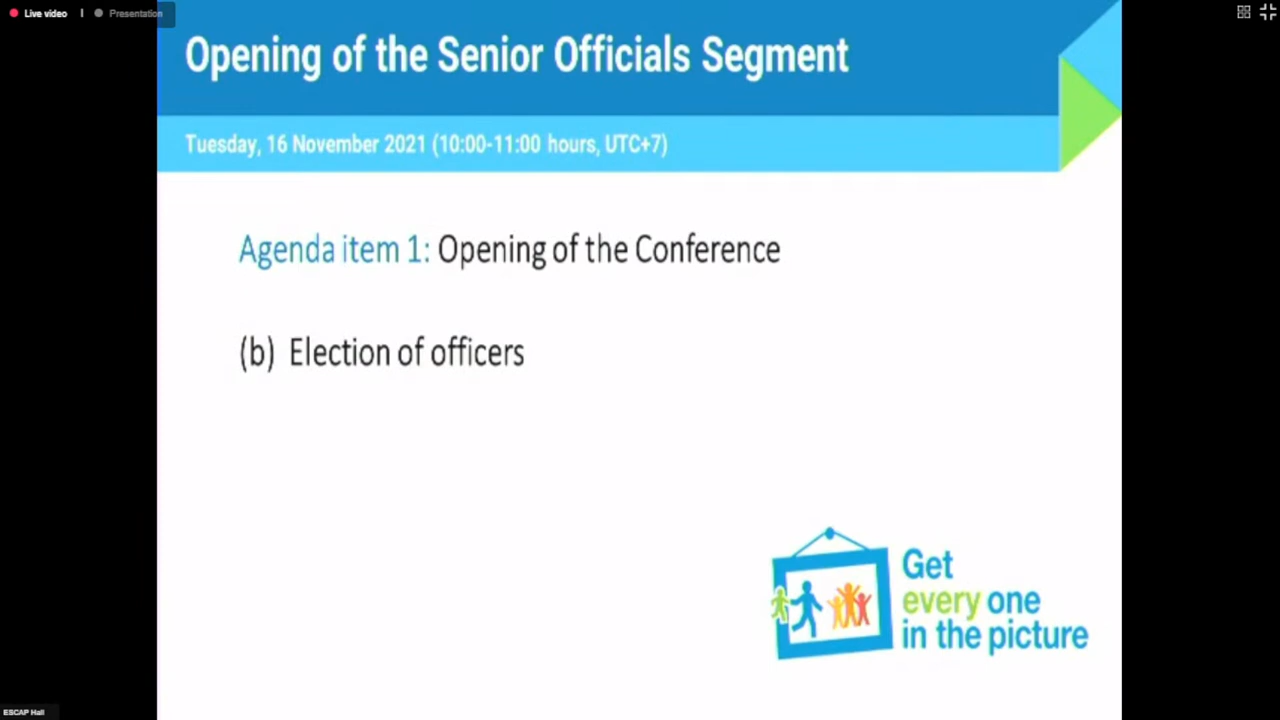 Live video | Presentation
Opening of the Senior Officials Segment
Tuesday, 16 November 2021 (10:00-11:00 hours, UTC+7)
Agenda item 1: Opening of the Conference
(b) Election of officers
Get
every one
in the picture
ESCAP Hall